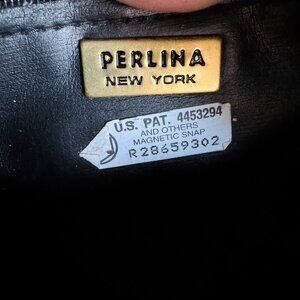 PERLINA
NEW YORK
U.S. PAT. 4453294
AND OTHERS
MAGNETIC SNAP
R28659302